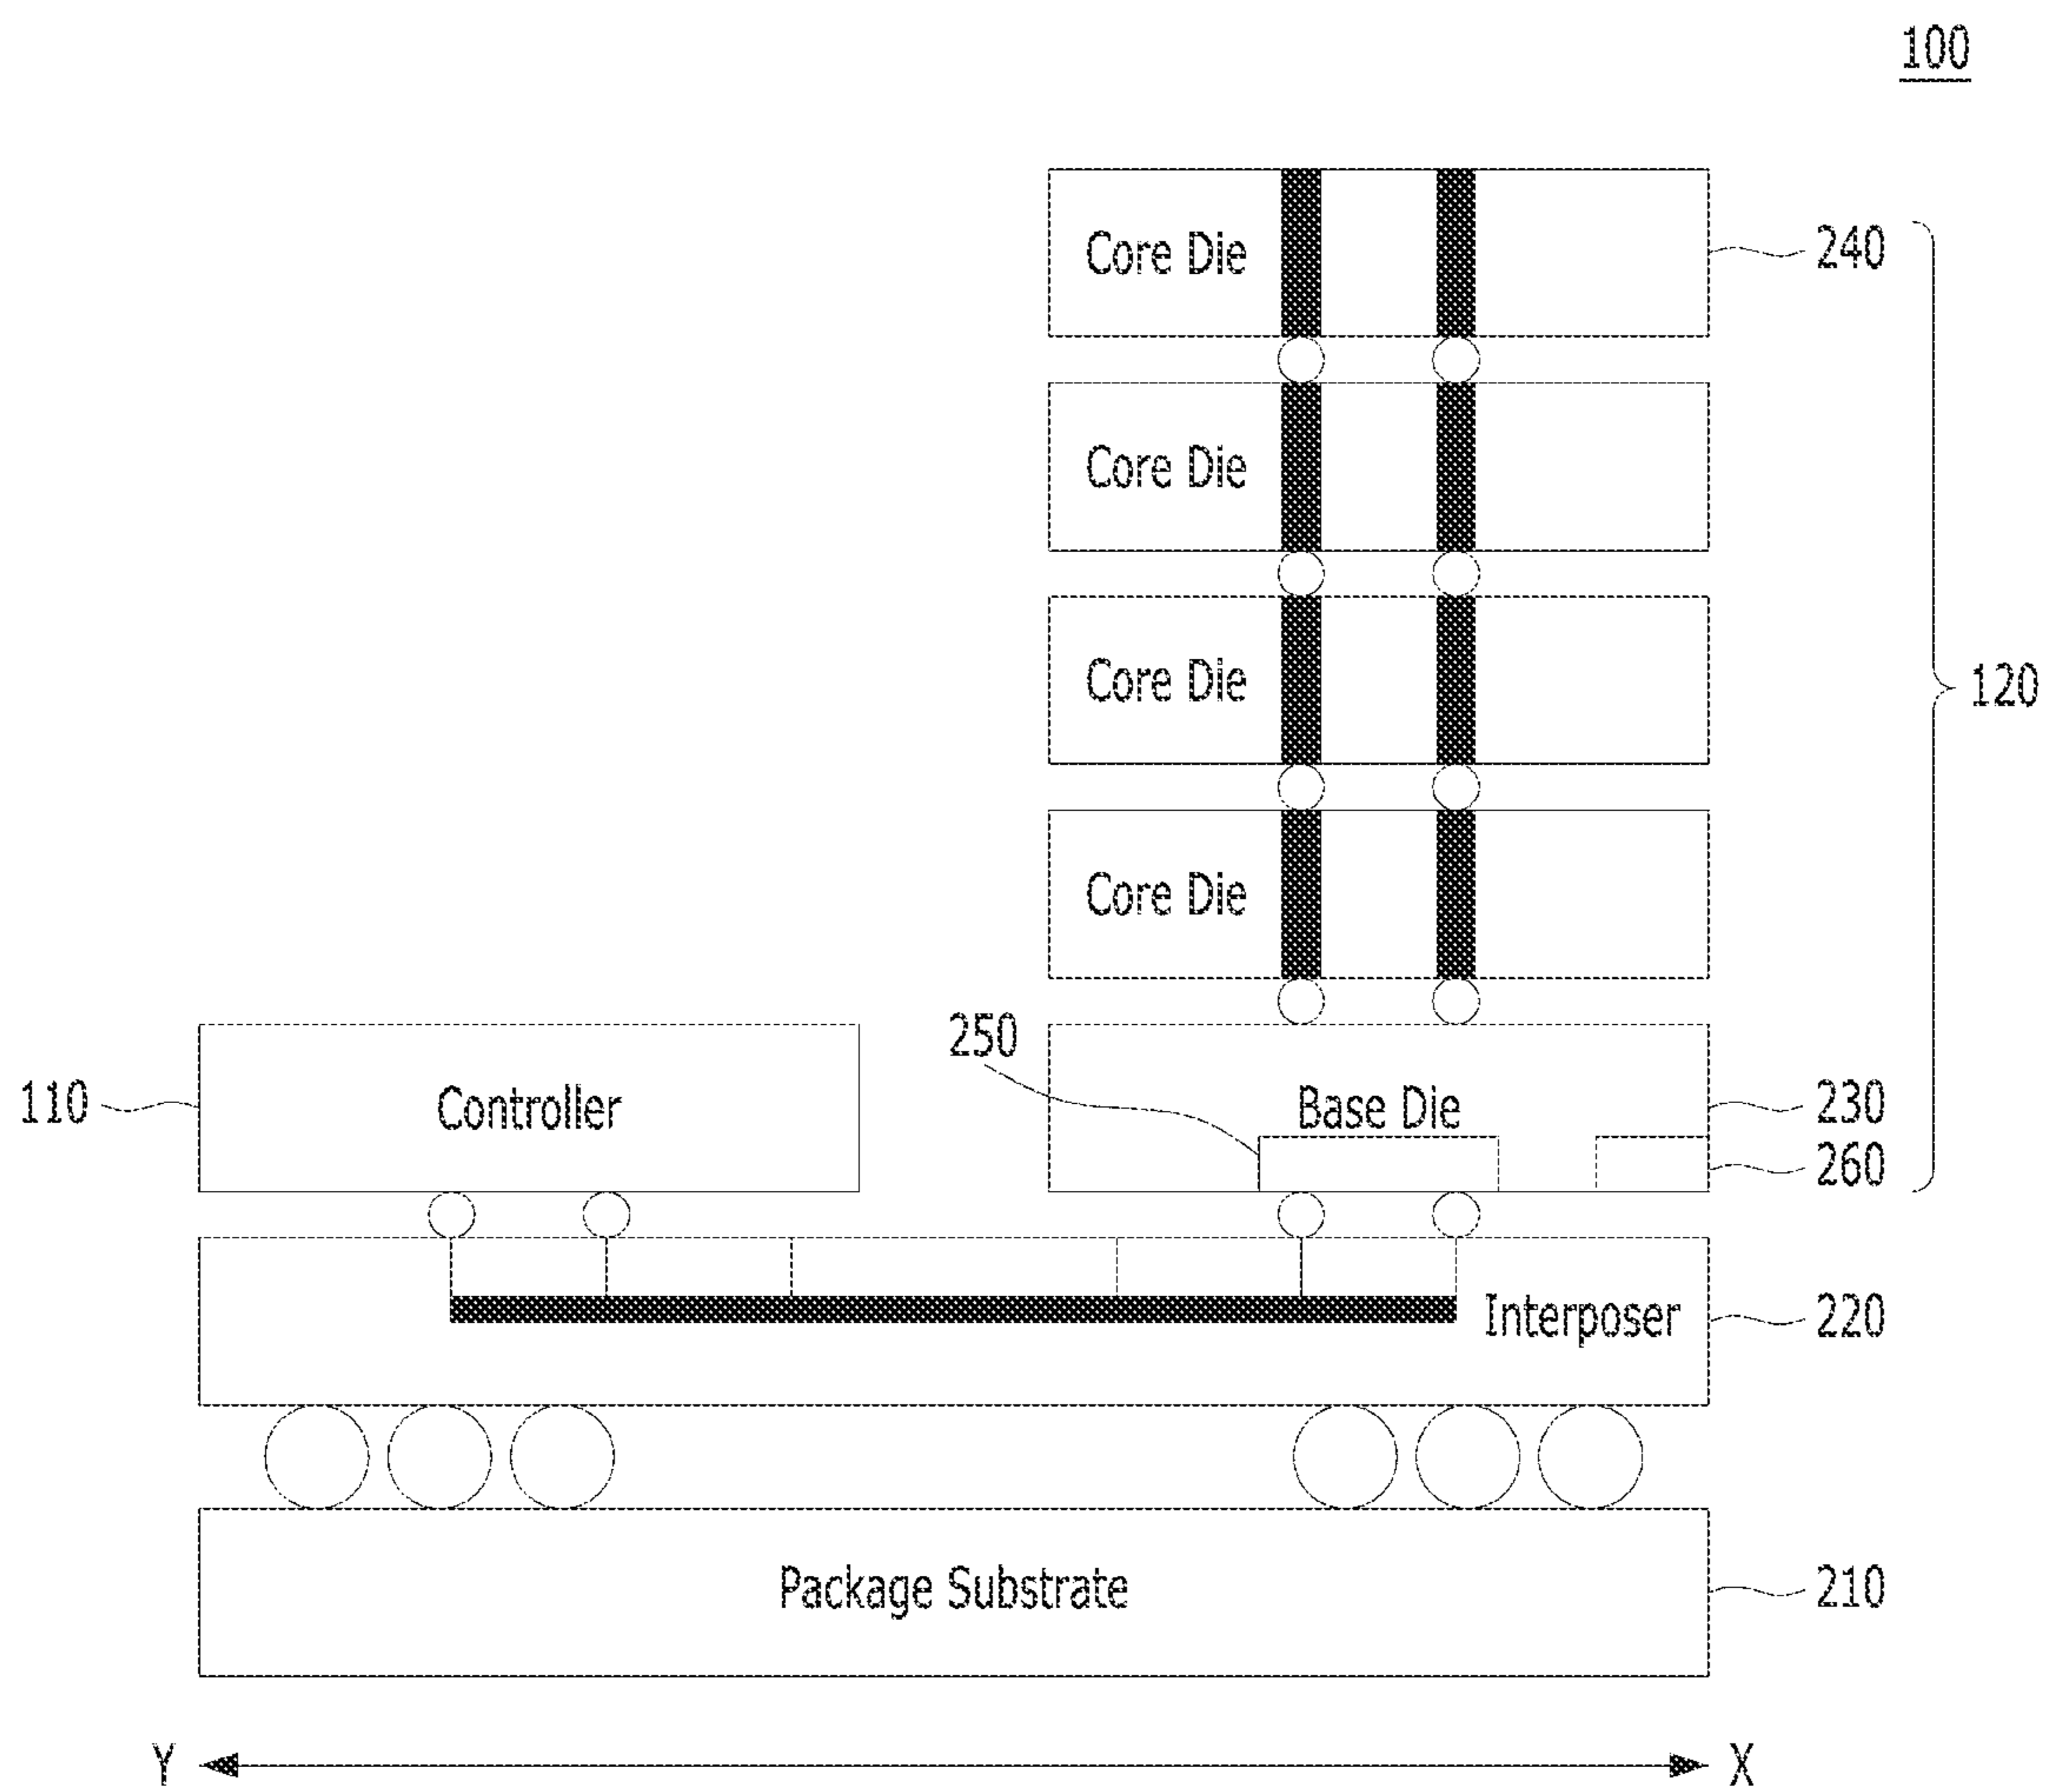 100
Core Die
240
Core Die
Core Die
120
Core Die
250
110
Controller
Base Die
230
260
Interposer
220
Package Substrate
210
Y
X